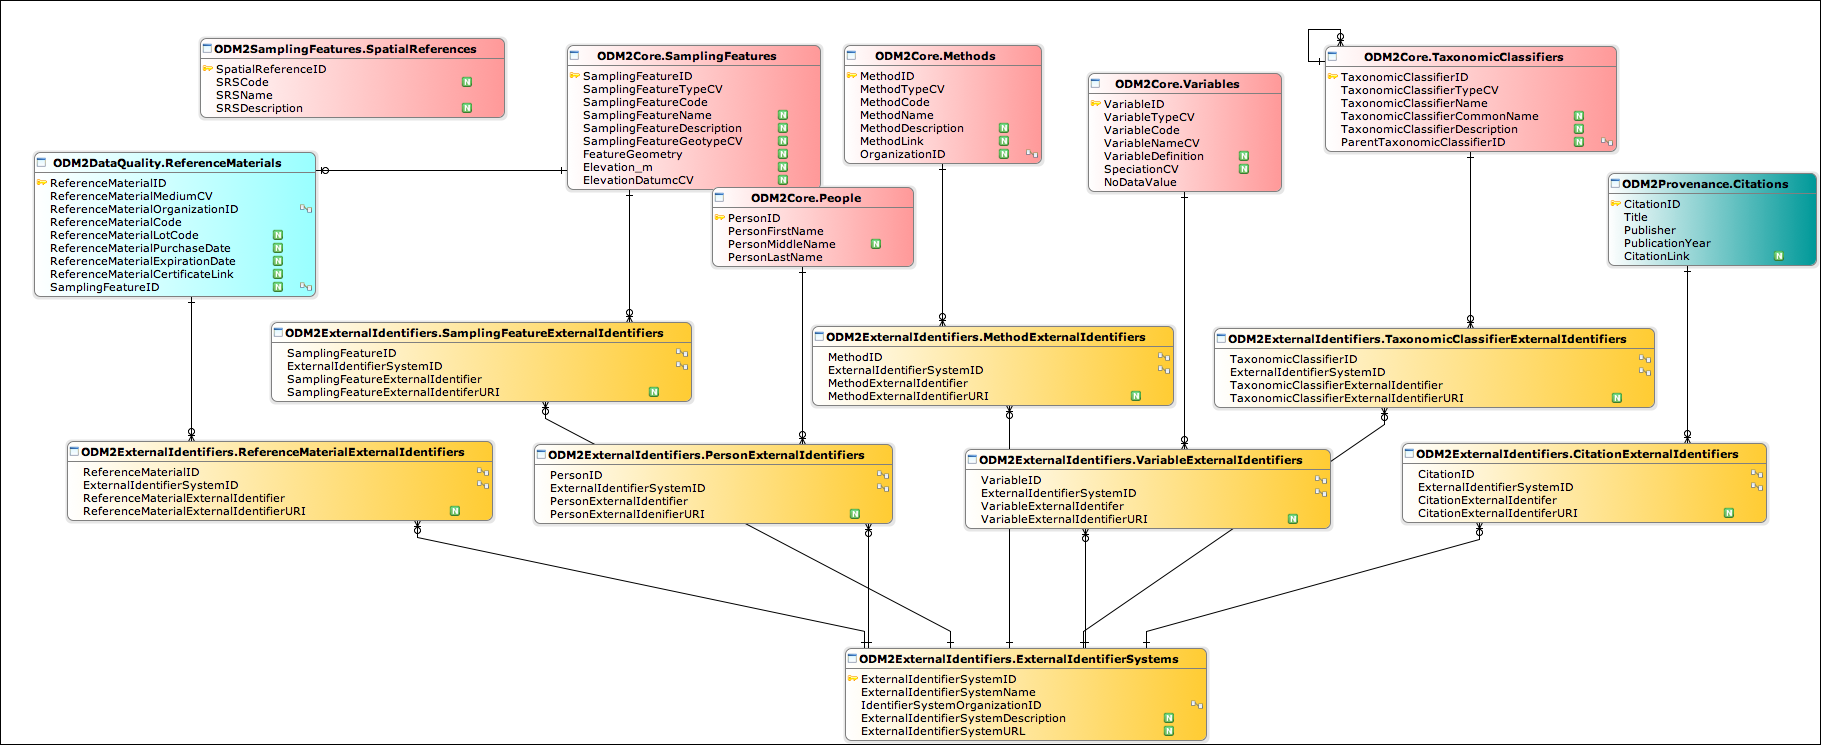 ODM2SamplingFeatures.SpatialReferences
SpatialReferenceID
SRSCode N
SRSName
SRSDescription N
ODM2Core.SamplingFeatures
SamplingFeatureID
SamplingFeatureTypeCV
SamplingFeatureCode
SamplingFeatureName N
SamplingFeatureDescription N
SamplingFeatureGeotypeCV N
FeatureGeometry N
Elevation_m N
ElevationDatumcCV N
ODM2Core.Methods
MethodID
MethodTypeCV
MethodCode
MethodName
MethodDescription N
MethodLink N
OrganizationID N
ODM2Core.Variables
VariableID
VariableTypeCV
VariableCode
VariableNameCV
VariableDefinition N
SpeciationCV N
NoDataValue
ODM2Core.TaxonomicClassifiers
TaxonomicClassifierID
TaxonomicClassifierTypeCV
TaxonomicClassifierName
TaxonomicClassifierCommonName N
TaxonomicClassifierDescription N
ParentTaxonomicClassifierID N
ODM2DataQuality.ReferenceMaterials
ReferenceMaterialID
ReferenceMaterialMediumCV
ReferenceMaterialOrganizationID
ReferenceMaterialCode
ReferenceMaterialLotCode N
ReferenceMaterialPurchaseDate N
ReferenceMaterialExpirationDate N
ReferenceMaterialCertificateLink N
SamplingFeatureID N
ODM2Core.People
PersonID
PersonFirstName
PersonMiddleName N
PersonLastName
ODM2Provenance.Citations
CitationID
Title
Publisher
PublicationYear
CitationLink N
ODM2ExternalIdentifiers.SamplingFeatureExternalIdentifiers
SamplingFeatureID
ExternalIdentifierSystemID
SamplingFeatureExternalIdentifier
SamplingFeatureExternalIdentiferURI N
ODM2ExternalIdentifiers.MethodExternalIdentifiers
MethodID
ExternalIdentifierSystemID
MethodExternalIdentifier
MethodExternalIdentifierURI N
ODM2ExternalIdentifiers.TaxonomicClassifierExternalIdentifiers
TaxonomicClassifierID
ExternalIdentifierSystemID
TaxonomicClassifierExternalIdentifier
TaxonomicClassifierExternalIdentifierURI N
ODM2ExternalIdentifiers.ReferenceMaterialExternalIdentifiers
ReferenceMaterialID
ExternalIdentifierSystemID
ReferenceMaterialExternalIdentifier
ReferenceMaterialExternalIdentifierURI N
ODM2ExternalIdentifiers.PersonExternalIdentifiers
PersonID
ExternalIdentifierSystemID
PersonExternalIdentifier
PersonExternalIdenifierURI N
ODM2ExternalIdentifiers.VariableExternalIdentifiers
VariableID
ExternalIdentifierSystemID
VariableExternalIdentifer
VariableExternalIdentifierURI N
ODM2ExternalIdentifiers.CitationExternalIdentifiers
CitationID
ExternalIdentifierSystemID
CitationExternalIdentifer
CitationExternalIdentiferURI N
ODM2ExternalIdentifiers.ExternalIdentifierSystems
ExternalIdentifierSystemID
ExternalIdentifierSystemName
IdentifierSystemOrganizationID
ExternalIdentifierSystemDescription N
ExternalIdentifierSystemURL N